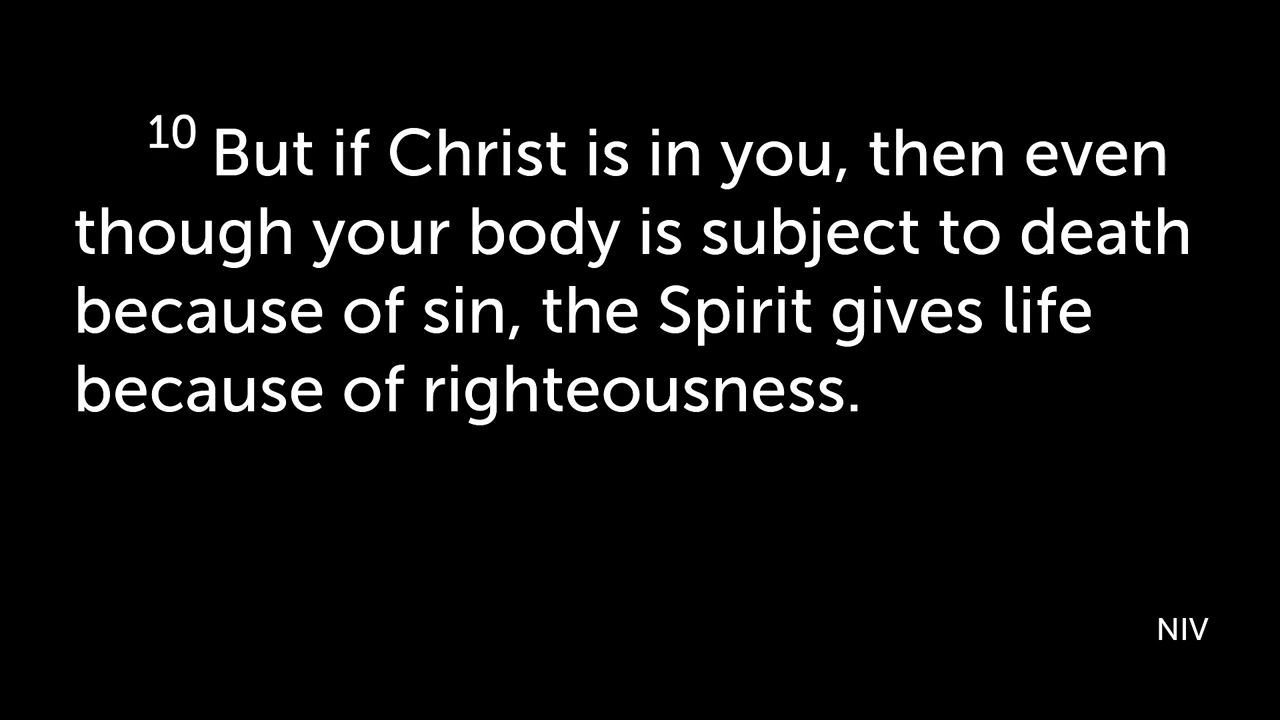 10 But if Christ is in you, then even
though your body is subject to death
because of sin, the Spirit gives life
because of righteousness.
NIV